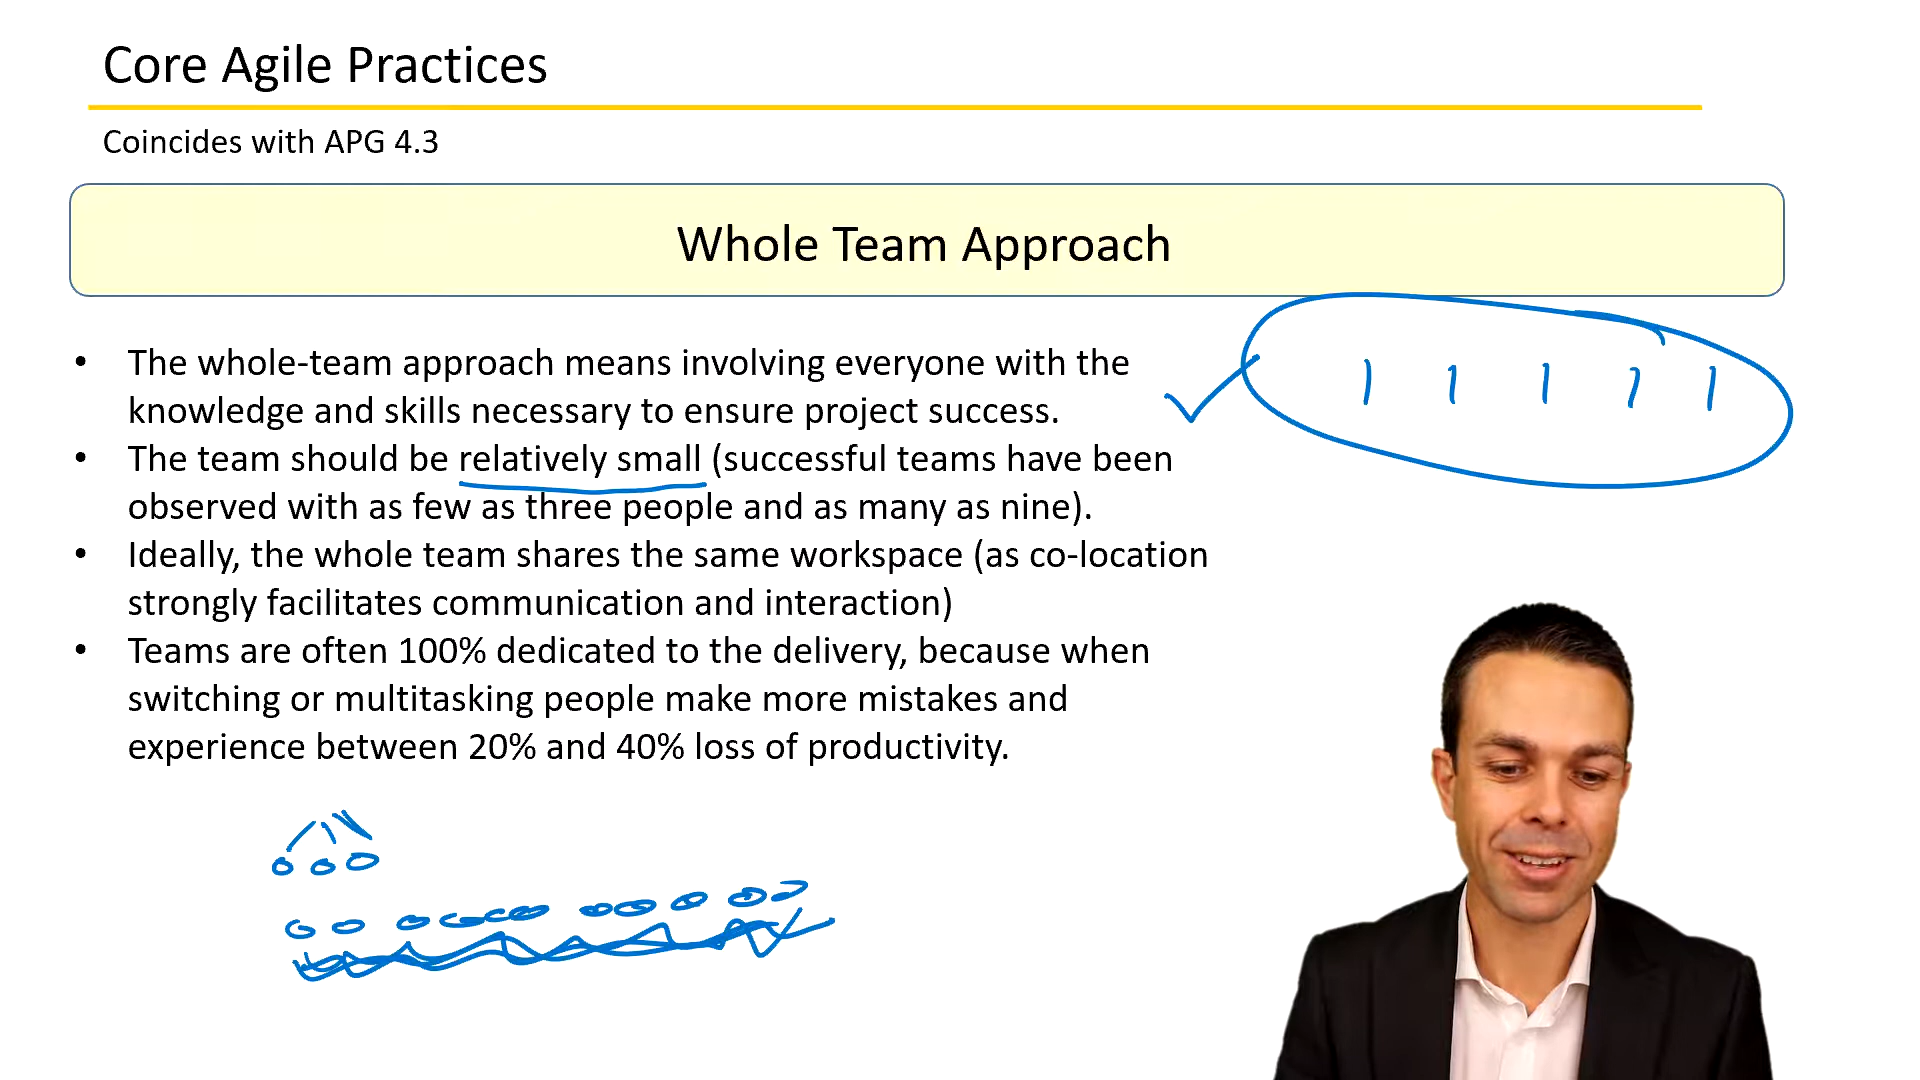 Core Agile Practices
Coincides with APG 4.3
Whole Team Approach
• The whole-team approach means involving everyone with the
knowledge and skills necessary to ensure project success.
• The team should be relatively small (successful teams have been
observed with as few as three people and as many as nine).
• Ideally, the whole team shares the same workspace (as co-location
strongly facilitates communication and interaction)
• Teams are often 100% dedicated to the delivery, because when
switching or multitasking people make more mistakes and
experience between 20% and 40% loss of productivity.